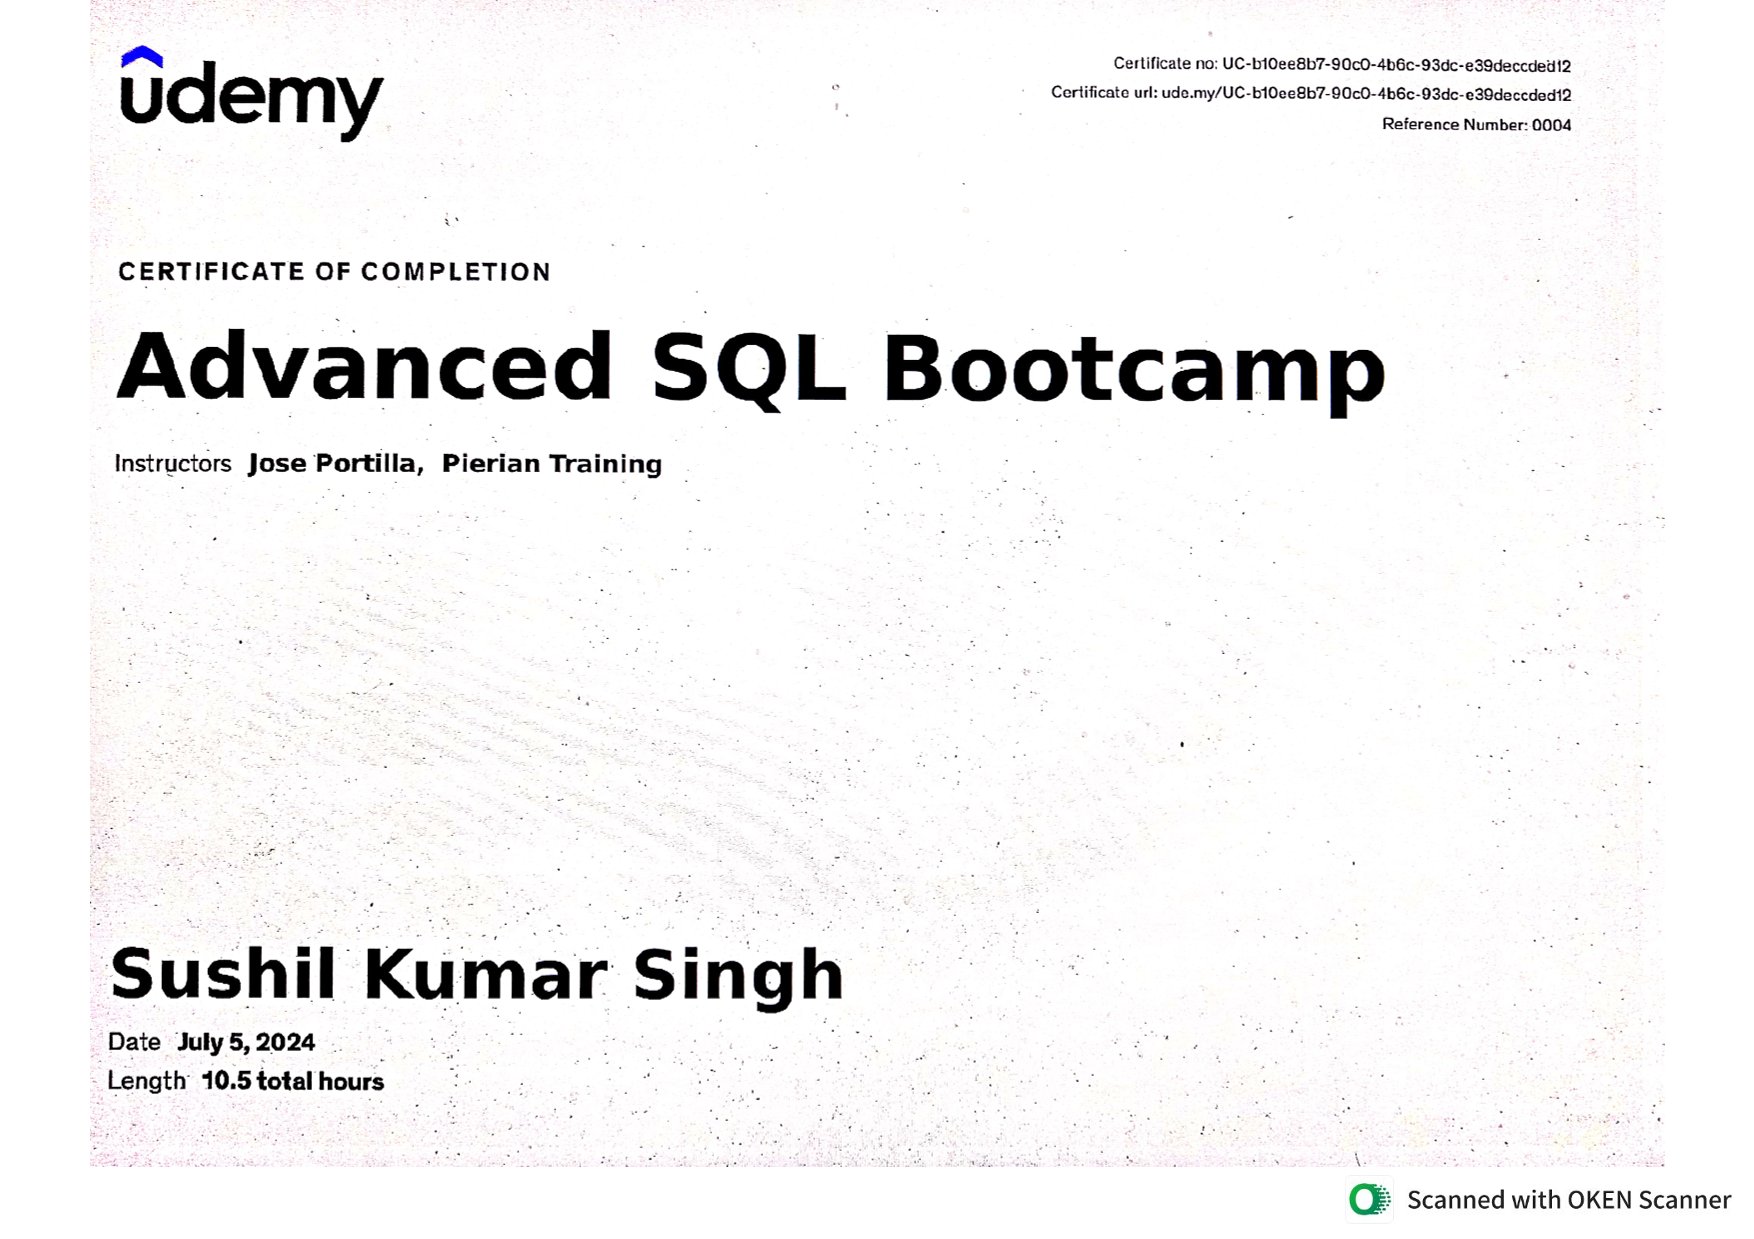 udemy
Certificate no: UC-b10ee8b7-90c0-4b6c-93dc-e39deccded12
Certificate url: ude.my/UC-b10ee8b7-90c0-4b6c-93dc-e39deccded12
Reference Number: 0004
CERTIFICATE OF COMPLETION
Advanced SQL Bootcamp
Instructors Jose Portilla, Pierian Training
Sushil Kumar Singh
Date July 5, 2024
Length 10.5 total hours
Scanned with OKEN Scanner